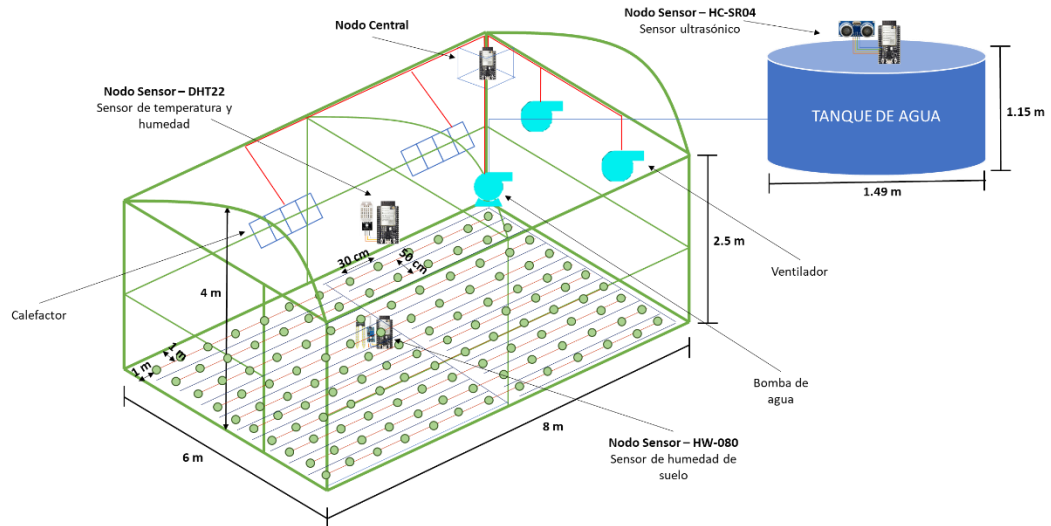 Nodo Sensor – HC-SR04
Sensor ultrasónico
Nodo Central
Nodo Sensor – DHT22
Sensor de temperatura y
humedad
TANQUE DE AGUA
1.15 m
1.49 m
2.5 m
30 cm
50 cm
Ventilador
4 m
Calefactor
1 m
1 m
Bomba de
agua
8 m
6 m
Nodo Sensor – HW-080
Sensor de humedad de
suelo